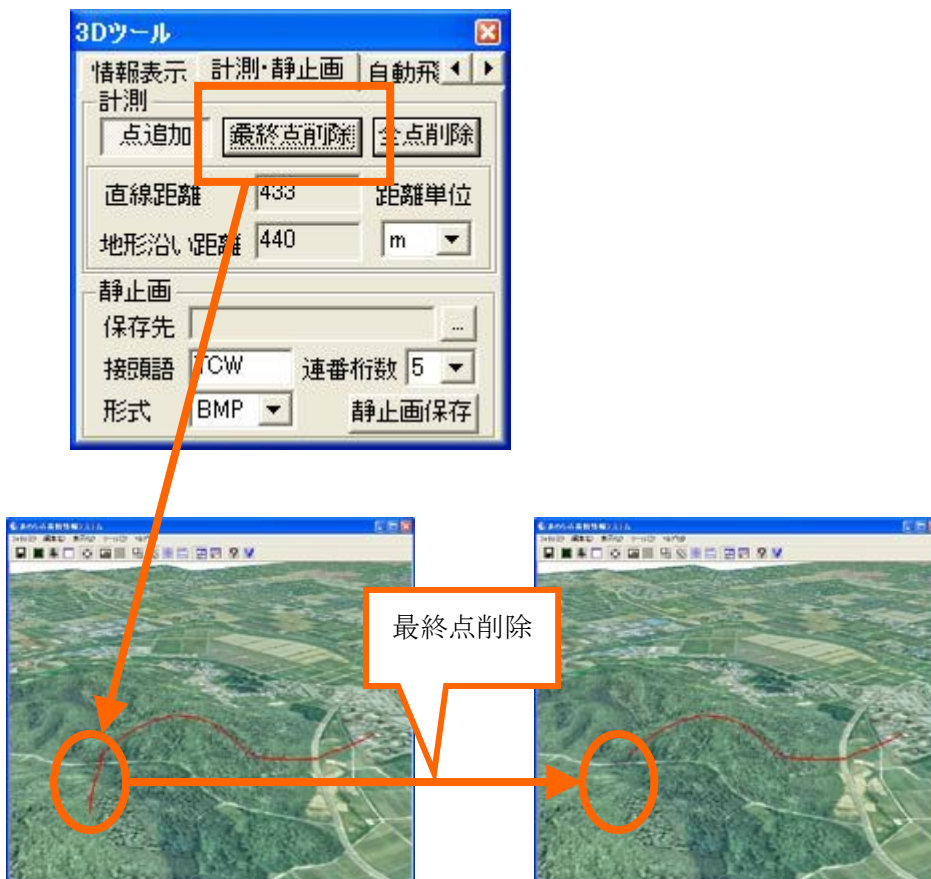 3Dツール
情報表示 計測・静止画 自動飛
計測
点追加 最終点削除 全点削除
直線距離 433 距離単位
地形沿い距離 440 m
静止画
保存先 ...
接頭語 TCW 連番桁数 5
形式 BMP 静止画保存
最終点削除